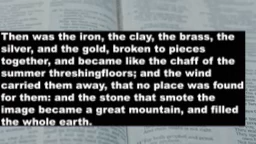 Then was the iron, the clay, the brass, the
silver, and the gold, broken to pieces
together, and became like the chaff of the
summer threshingfloors; and the wind
carried them away, that no place was found
for them: and the stone that smote the
image became a great mountain, and filled
the whole earth.